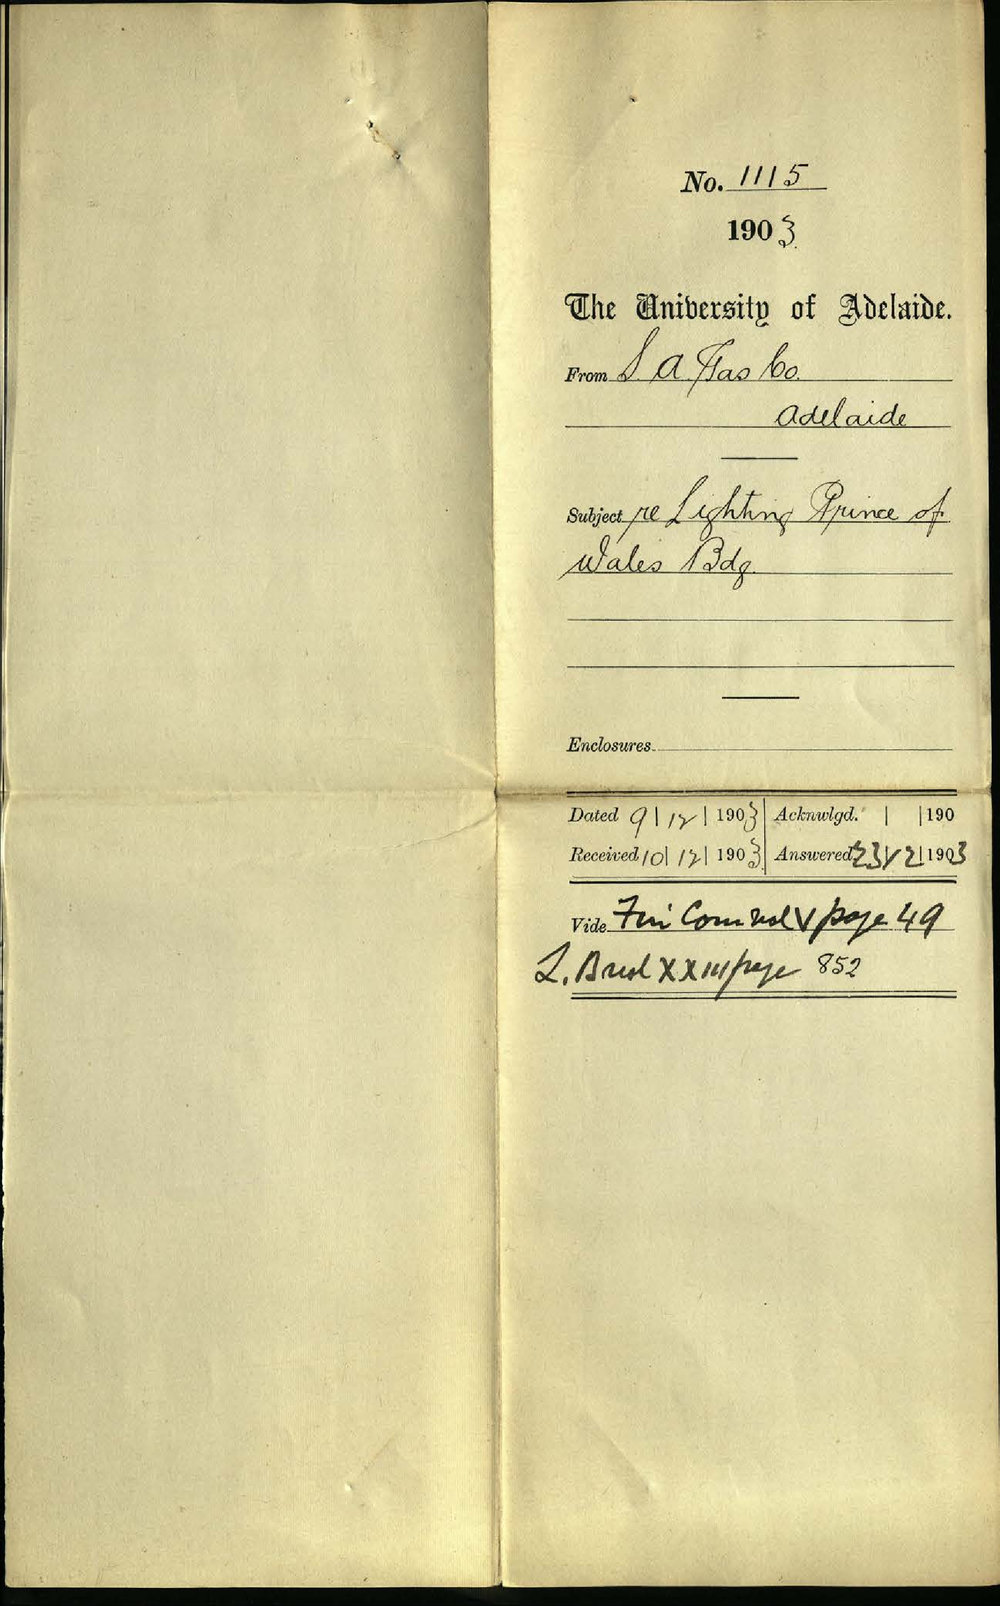 No. 1115
1903
The University of Adelaide.
From S. A. Gas Co.
Adelaide
Subject re Lighting Prince of
Wales Bdg.
Enclosures
Dated 9 | 12 | 1903 Acknwlgd. | | 190
Received 10 | 12 | 1903 Answered 23 | 12 | 1903
Vide Fin Com vol V page 49
L. B vol XXIII page 852